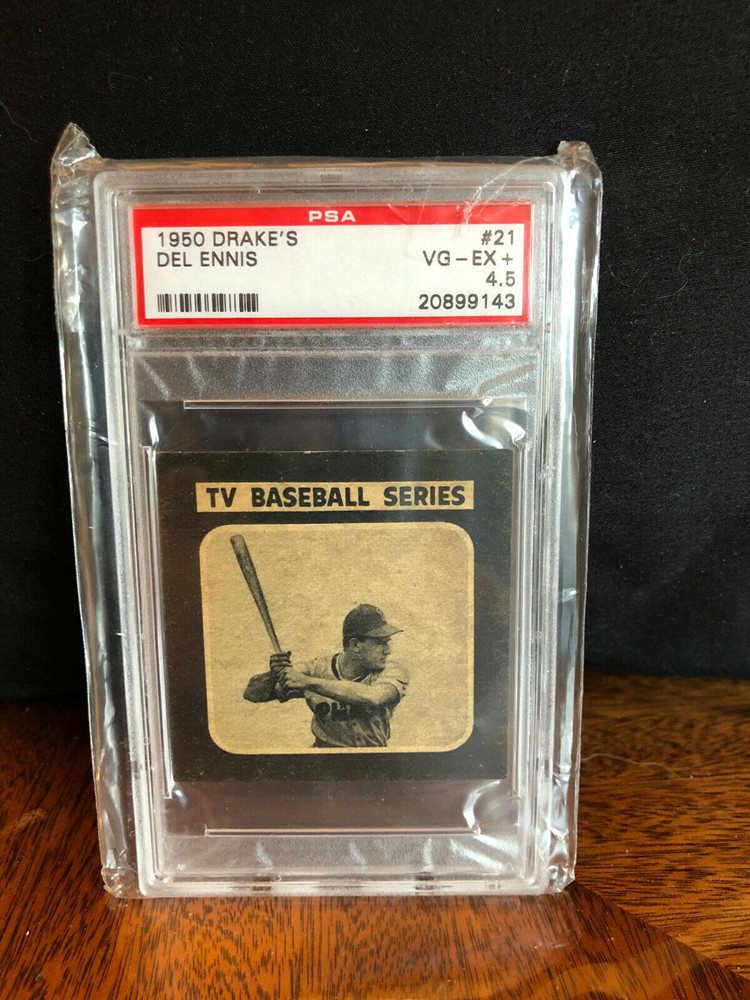 PSA
1950 DRAKE'S #21
DEL ENNIS VG-EX+
4.5
20899143
TV BASEBALL SERIES